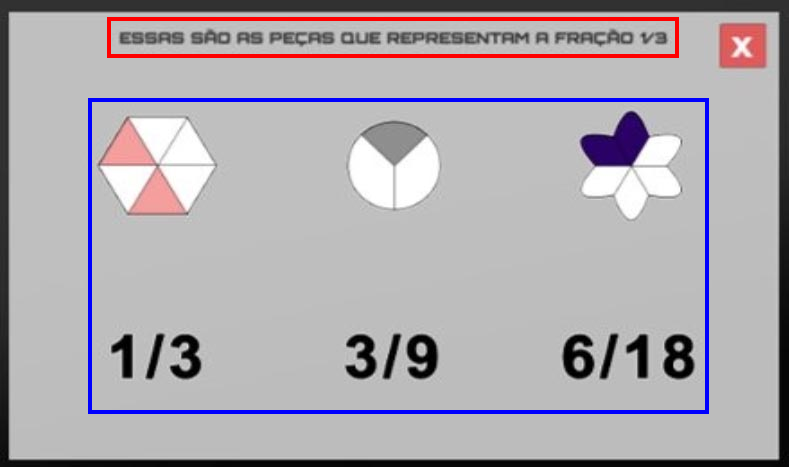 ESSAS SÃO AS PEÇAS QUE REPRESENTAM A FRAÇÃO 1/3
X
1/3 3/9 6/18